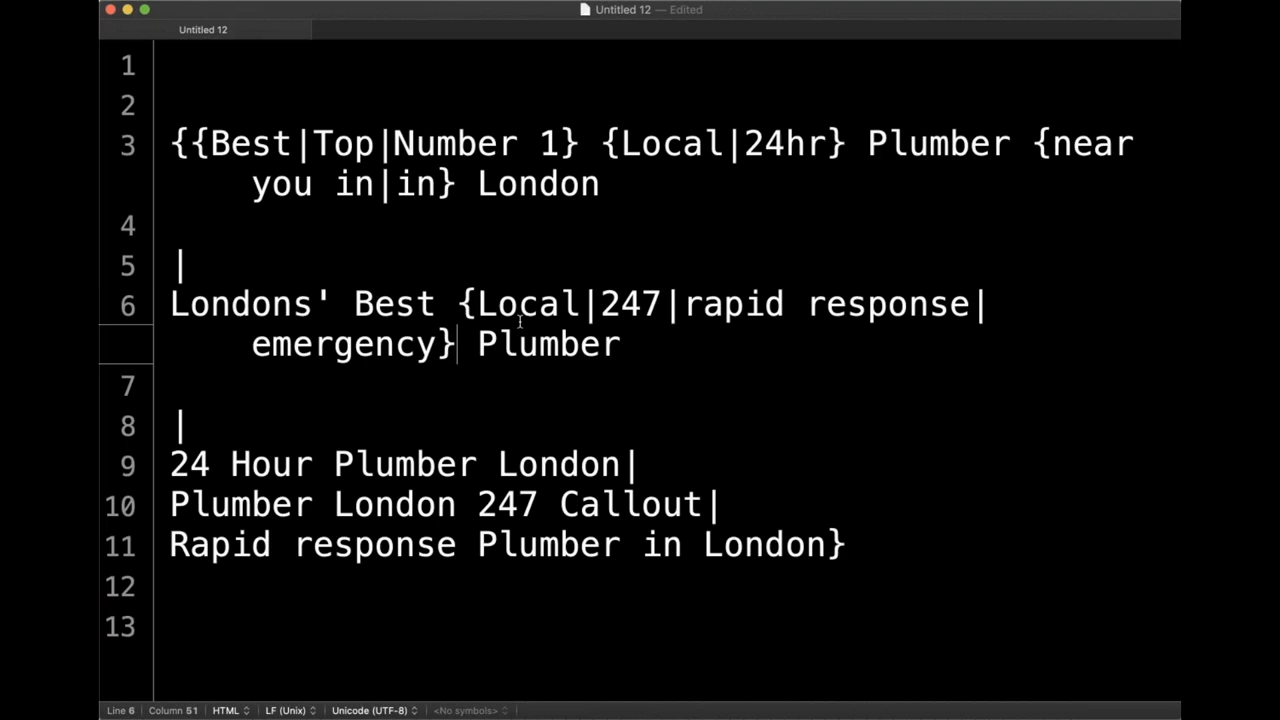 Untitled 12 — Edited
Untitled 12
1
2
3 {{Best|Top|Number 1} {Local|24hr} Plumber {near
you in|in} London
4
5 |
6 Londons' Best {Local|247|rapid response|
emergency} Plumber
7
8 |
9 24 Hour Plumber London|
10 Plumber London 247 Callout|
11 Rapid response Plumber in London}
12
13
Line 6 Column 51 HTML LF (Unix) Unicode (UTF-8) <No symbols>